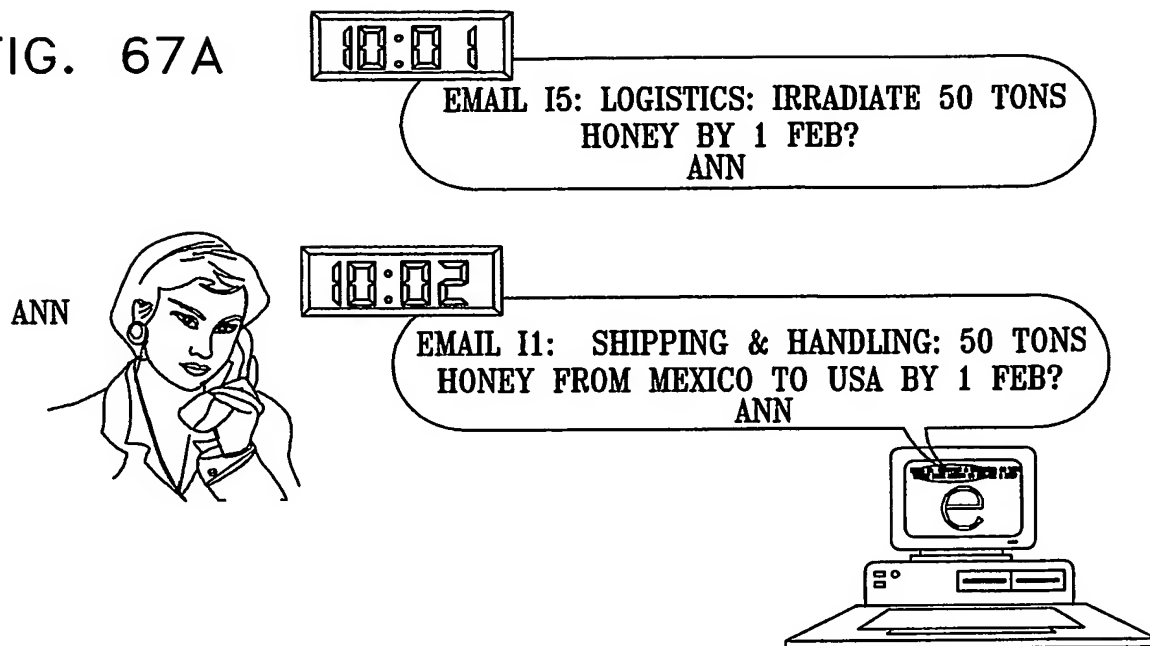 FIG. 67A
10:01
EMAIL I5: LOGISTICS: IRRADIATE 50 TONS
HONEY BY 1 FEB?
ANN
ANN
10:02
EMAIL I1: SHIPPING & HANDLING: 50 TONS
HONEY FROM MEXICO TO USA BY 1 FEB?
ANN
e